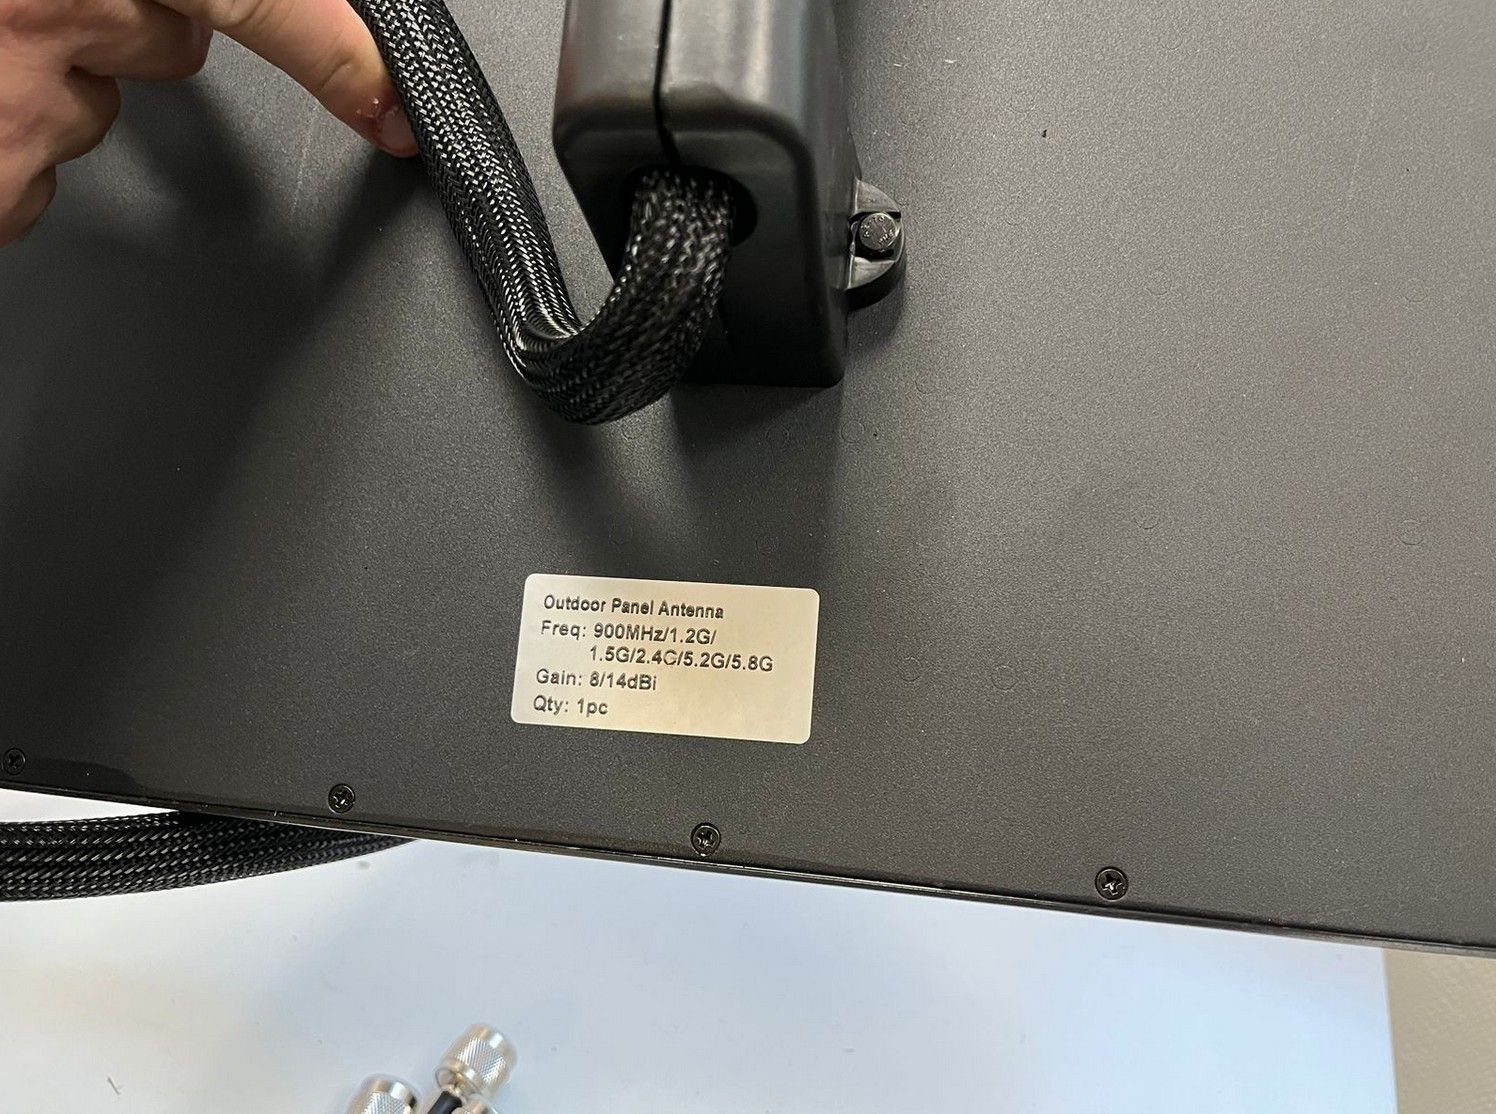 Outdoor Panel Antenna
Freq: 900MHz/1.2G/
1.5G/2.4G/5.2G/5.8G
Gain: 8/14dBi
Qty: 1pc